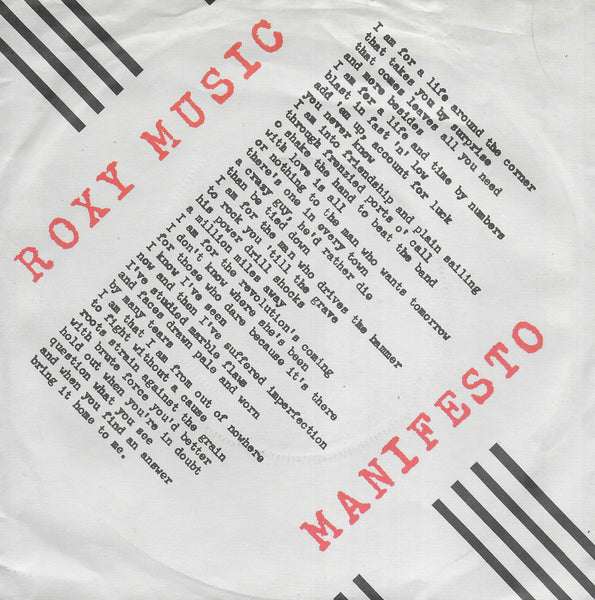 ROXY MUSIC
I am for a life around the corner
that takes you by surprise
that comes leaves all you need
and more besides
I am for a life and time by numbers
blast in fast 'n' low
add 'em up, account for luck
you never know
I am into friendship and plain sailing
through frenzied ports o' call
o shake the hand to beat the band
with love is all
or nothing to the man who wants tomorrow
there's one in every town
a crazy guy, he'd rather die
than be tied down
I am for the man who drives the hammer
to rock you 'till the grave
his power drill shocks
a million miles away
I am for the revolution's coming
I don't know where she's been
for those who dare because it's there
I know I've seen
now and then I've suffered imperfection
I've studied marble flaws
and faces drawn pale and worn
by many tears
I am that I am from out of nowhere
to fight without a cause
roots strain against the grain
with brute force you'd better
hold out when you're in doubt
question what you see
and when you find an answer
bring it home to me.
MANIFESTO